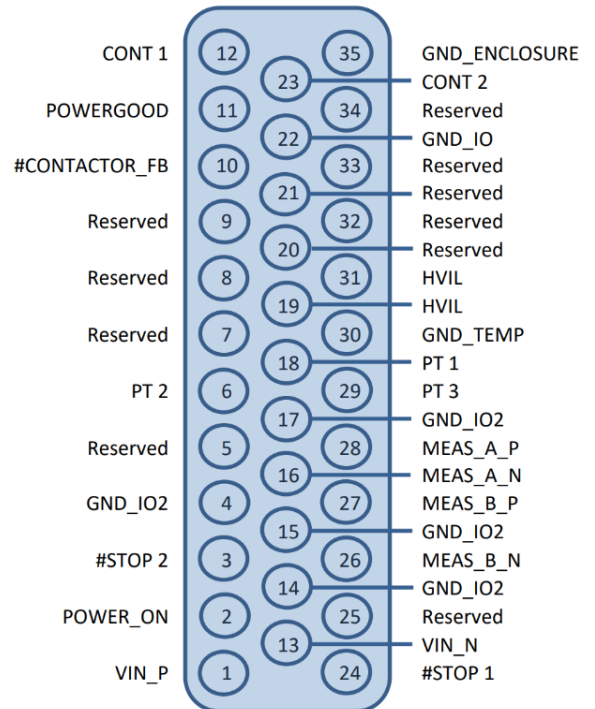 CONT 1 12 35 GND_ENCLOSURE
23 CONT 2
POWERGOOD 11 34 Reserved
22 GND_IO
#CONTACTOR_FB 10 33 Reserved
21 Reserved
Reserved 9 32 Reserved
20 Reserved
Reserved 8 31 HVIL
19 HVIL
Reserved 7 30 GND_TEMP
18 PT 1
PT 2 6 29 PT 3
17 GND_IO2
Reserved 5 28 MEAS_A_P
16 MEAS_A_N
GND_IO2 4 27 MEAS_B_P
15 GND_IO2
#STOP 2 3 26 MEAS_B_N
14 GND_IO2
POWER_ON 2 25 Reserved
13 VIN_N
VIN_P 1 24 #STOP 1